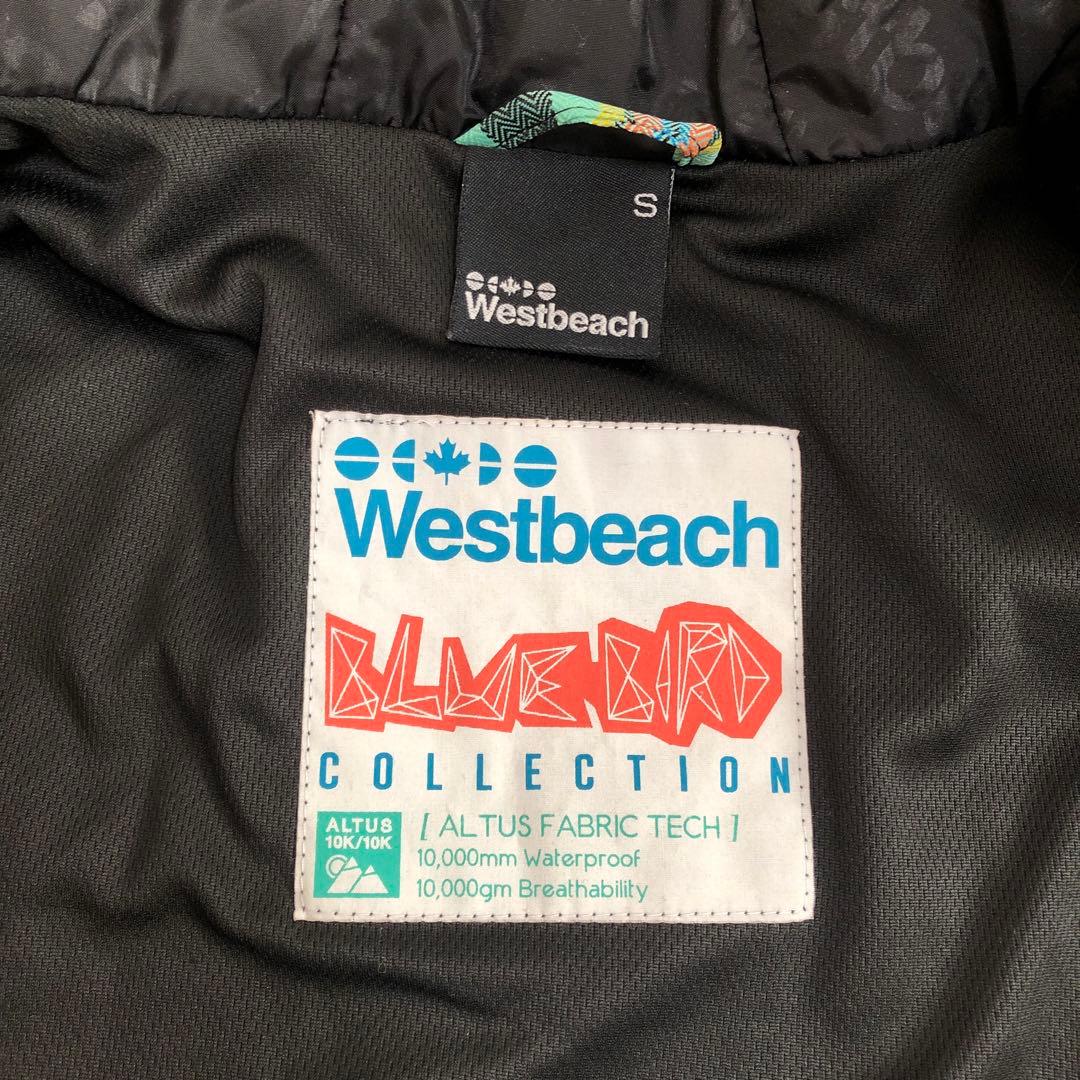 S
Westbeach
Westbeach
BLUE BIRD
COLLECTION
ALTUS
10K/10K
[ ALTUS FABRIC TECH ]
10,000mm Waterproof
10,000gm Breathability